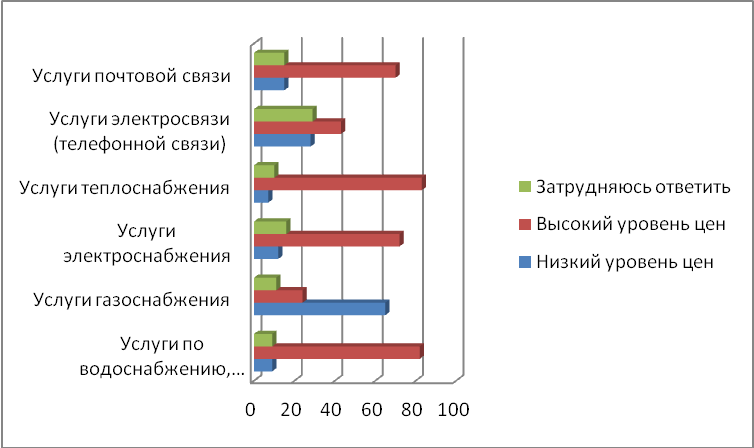 Услуги почтовой связи
Услуги электросвязи
(телефонной связи)
Услуги теплоснабжения
Услуги
электроснабжения
Услуги газоснабжения
Услуги по
водоснабжению,...
0 20 40 60 80 100
Затрудняюсь ответить
Высокий уровень цен
Низкий уровень цен